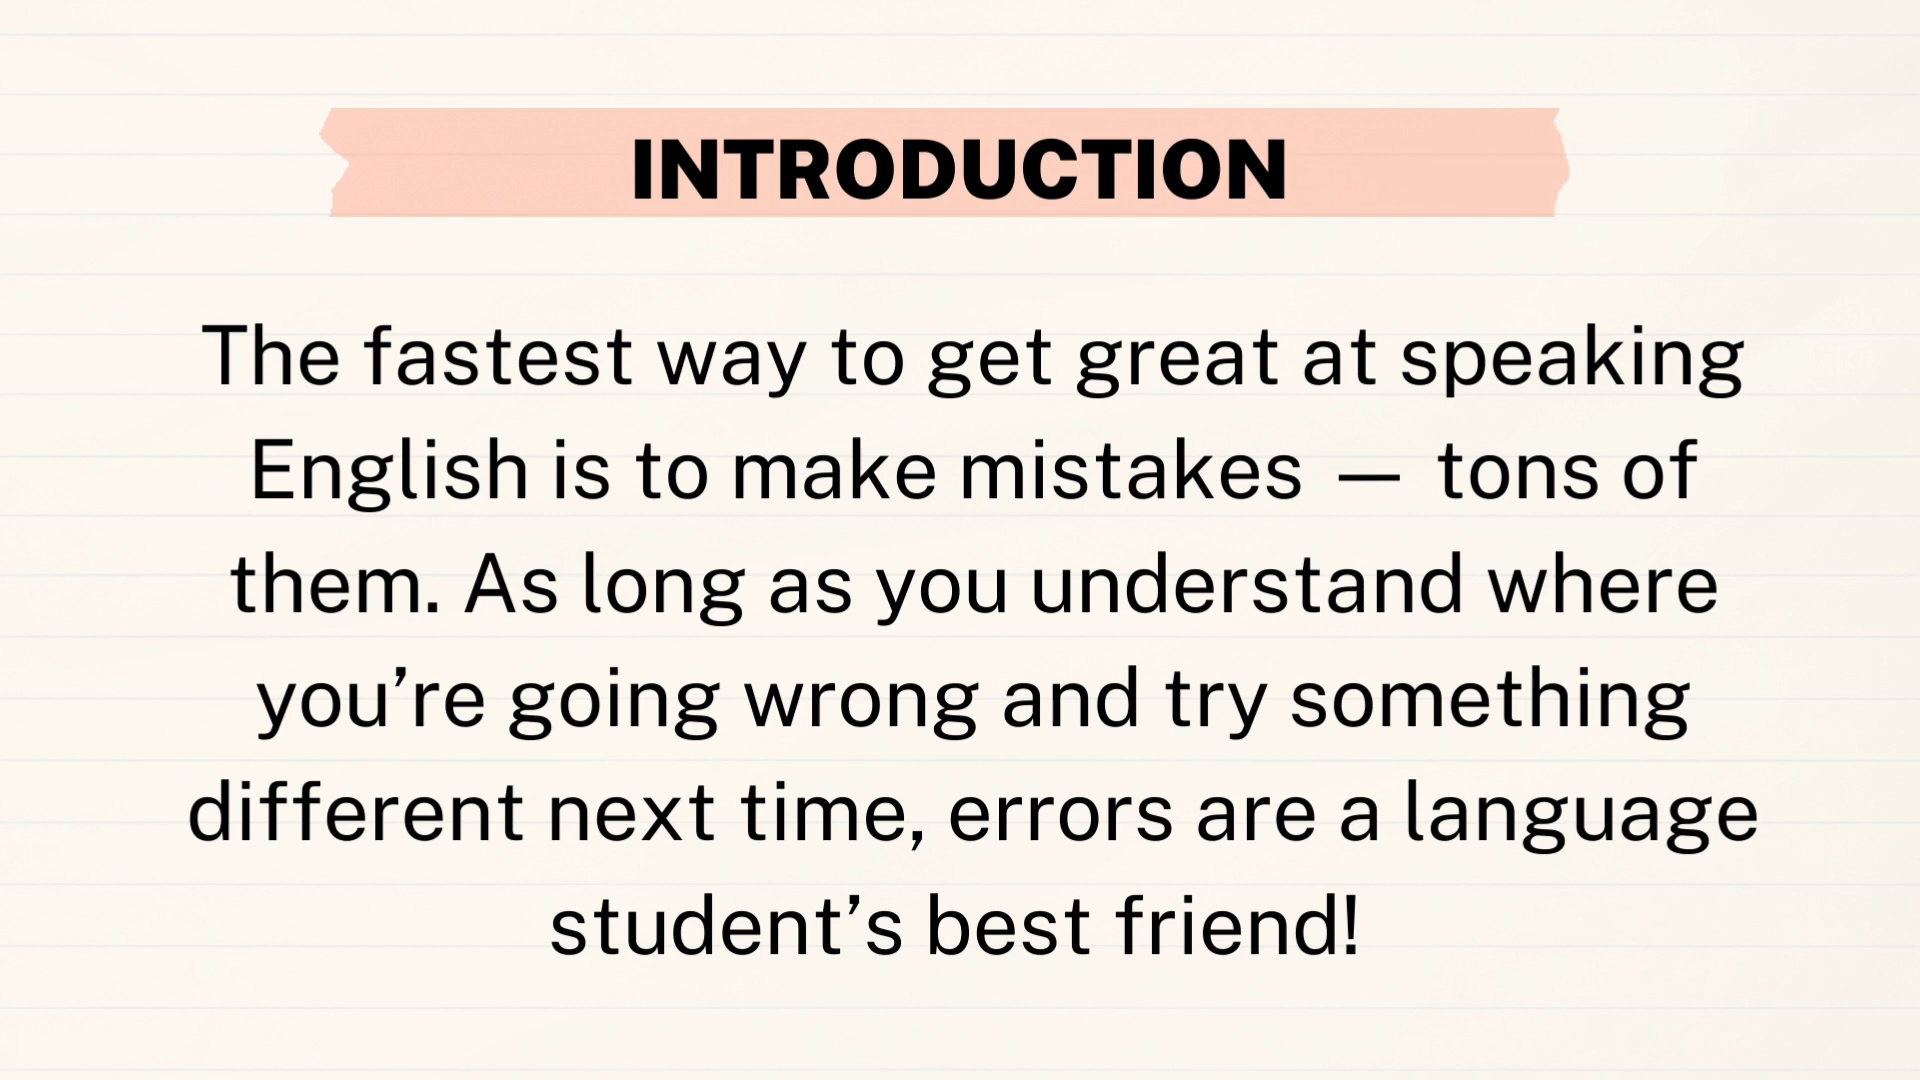 INTRODUCTION
The fastest way to get great at speaking
English is to make mistakes — tons of
them. As long as you understand where
you’re going wrong and try something
different next time, errors are a language
student’s best friend!